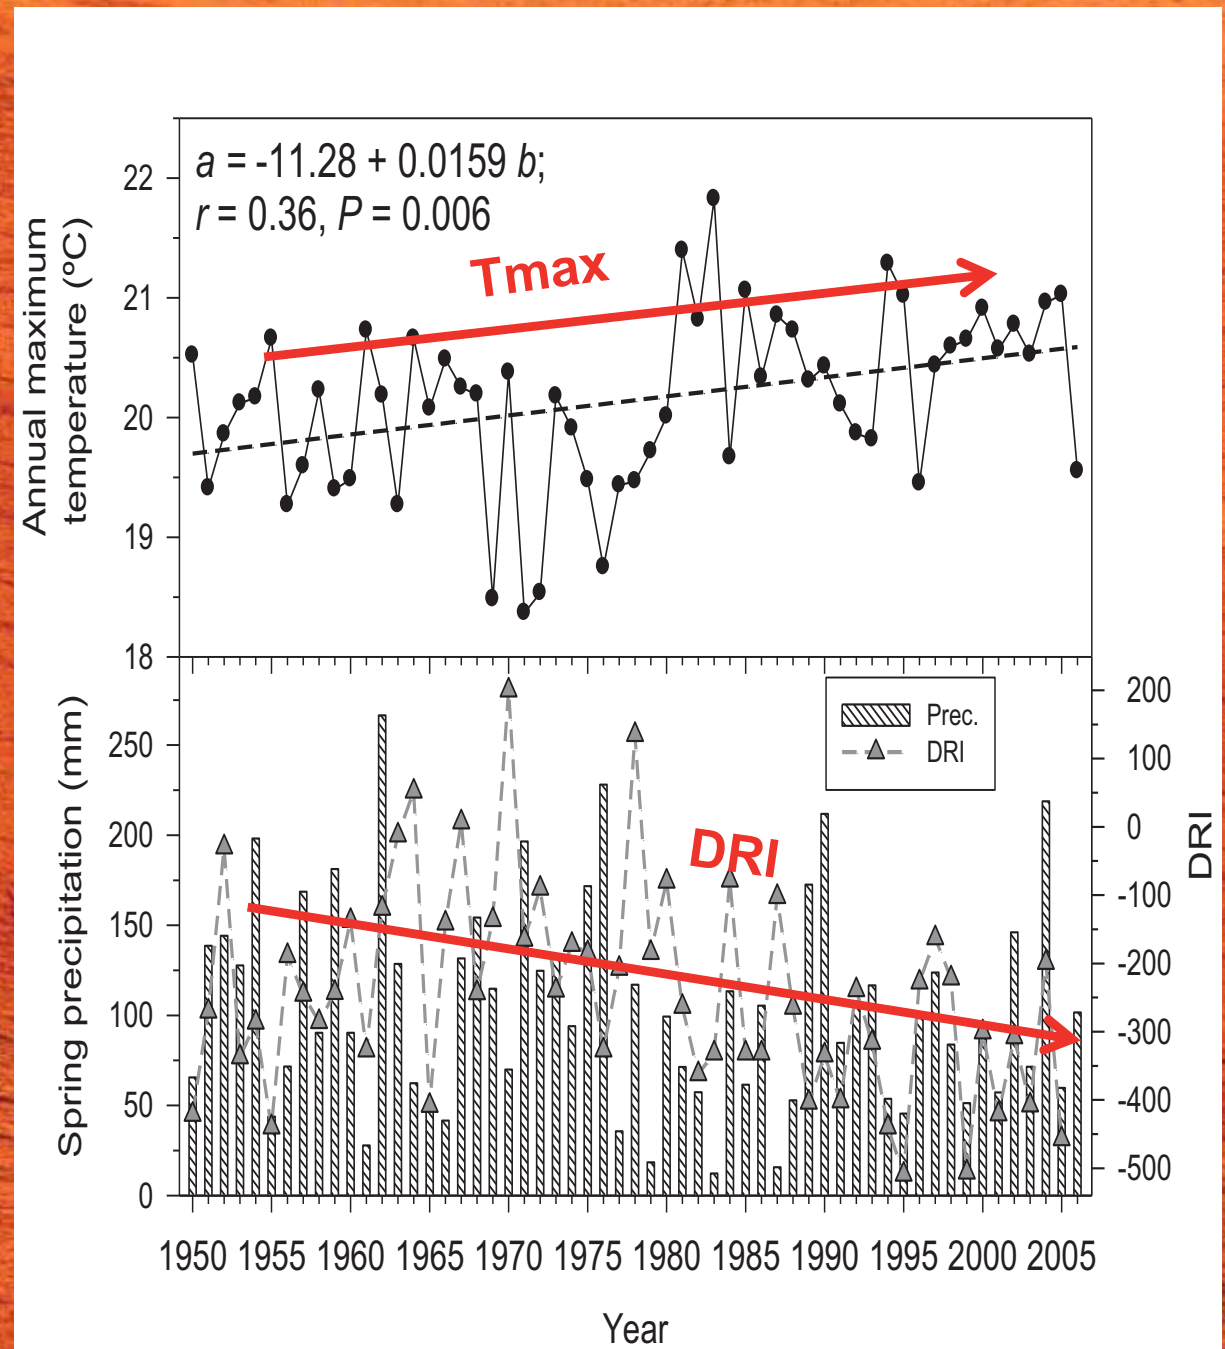 a = -11.28 + 0.0159 b;
r = 0.36, P = 0.006
Tmax
Annual maximum
temperature (ºC)
22
21
20
19
18
Prec.
DRI
DRI
Spring precipitation (mm)
250
200
150
100
50
0
200
100
0
-100
-200
-300
-400
-500
DRI
1950 1955 1960 1965 1970 1975 1980 1985 1990 1995 2000 2005
Year